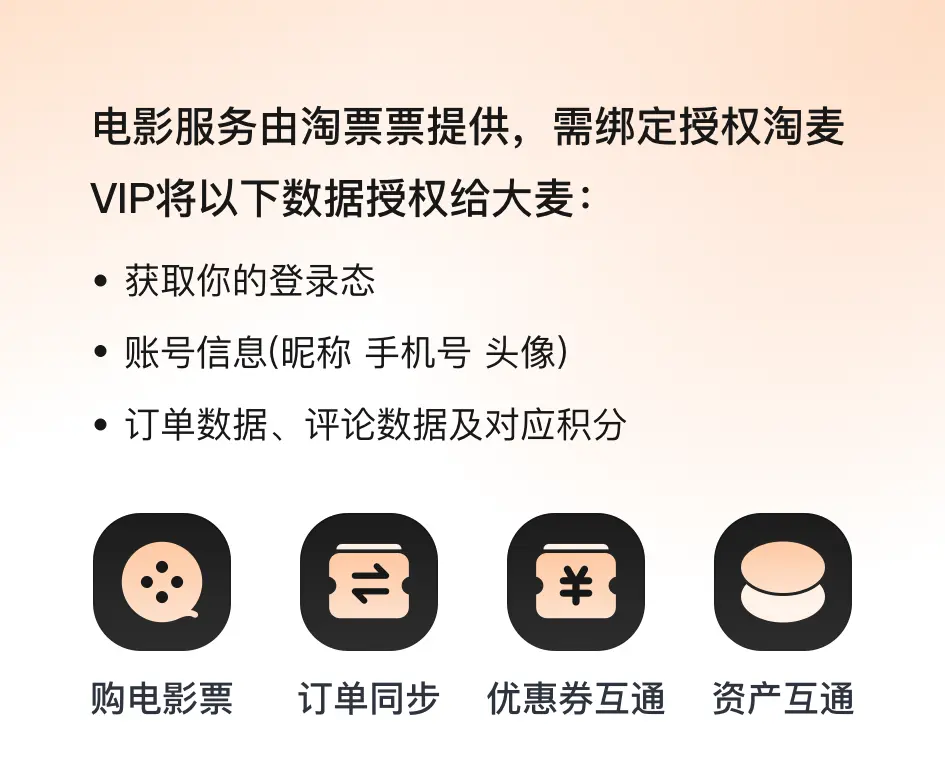 电影服务由淘票票提供，需绑定授权淘麦
VIP将以下数据授权给大麦：
• 获取你的登录态
• 账号信息(昵称 手机号 头像)
• 订单数据、评论数据及对应积分
¥
购电影票 订单同步 优惠券互通 资产互通